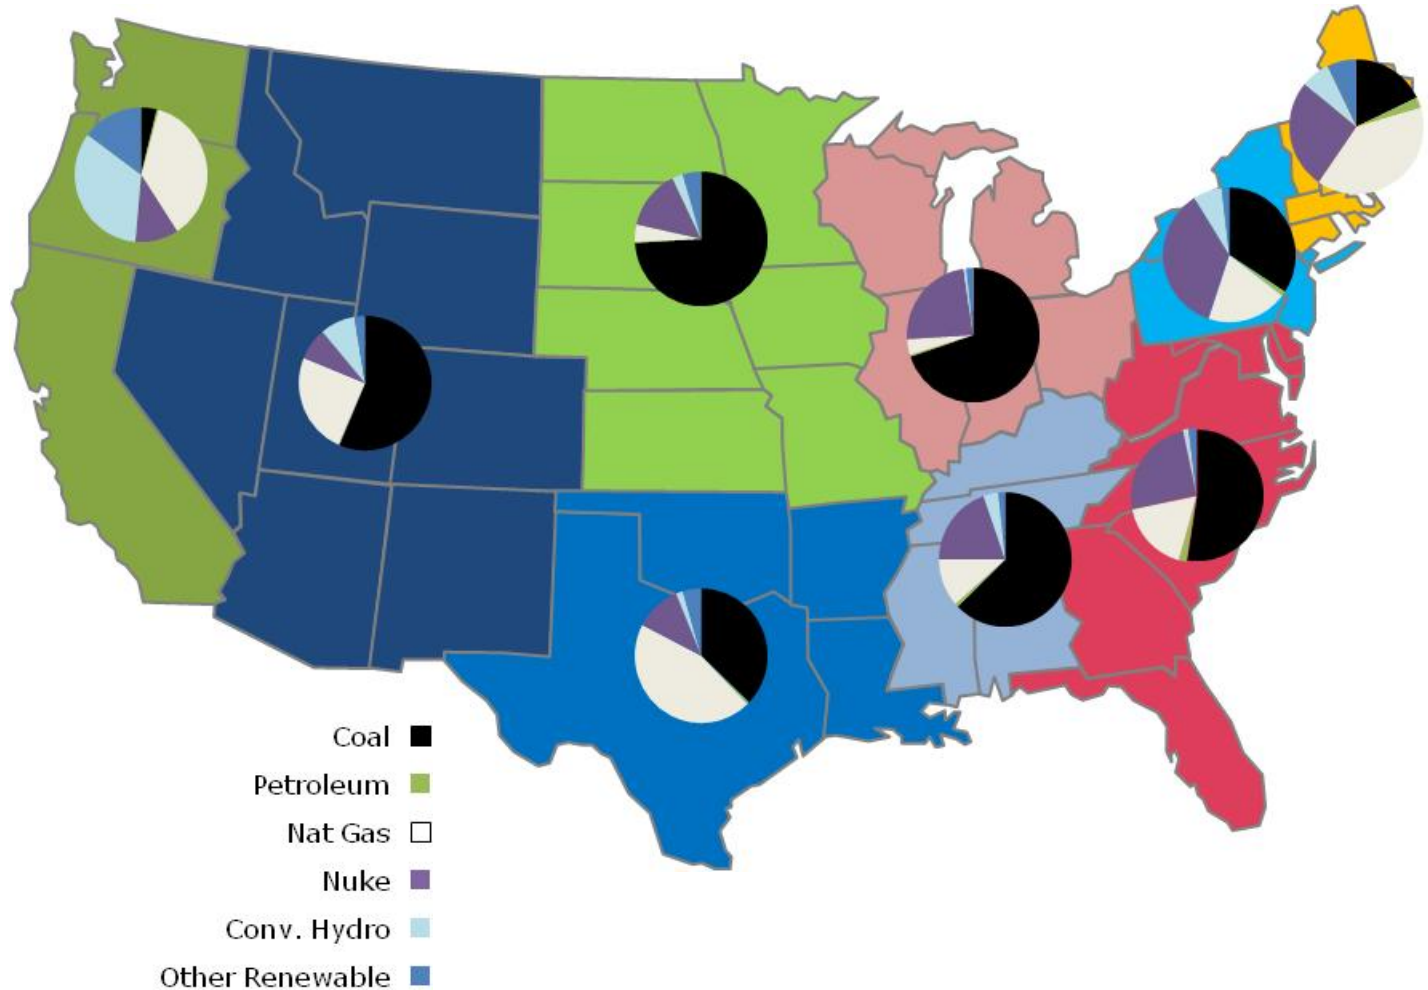 Coal
Petroleum
Nat Gas
Nuke
Conv. Hydro
Other Renewable